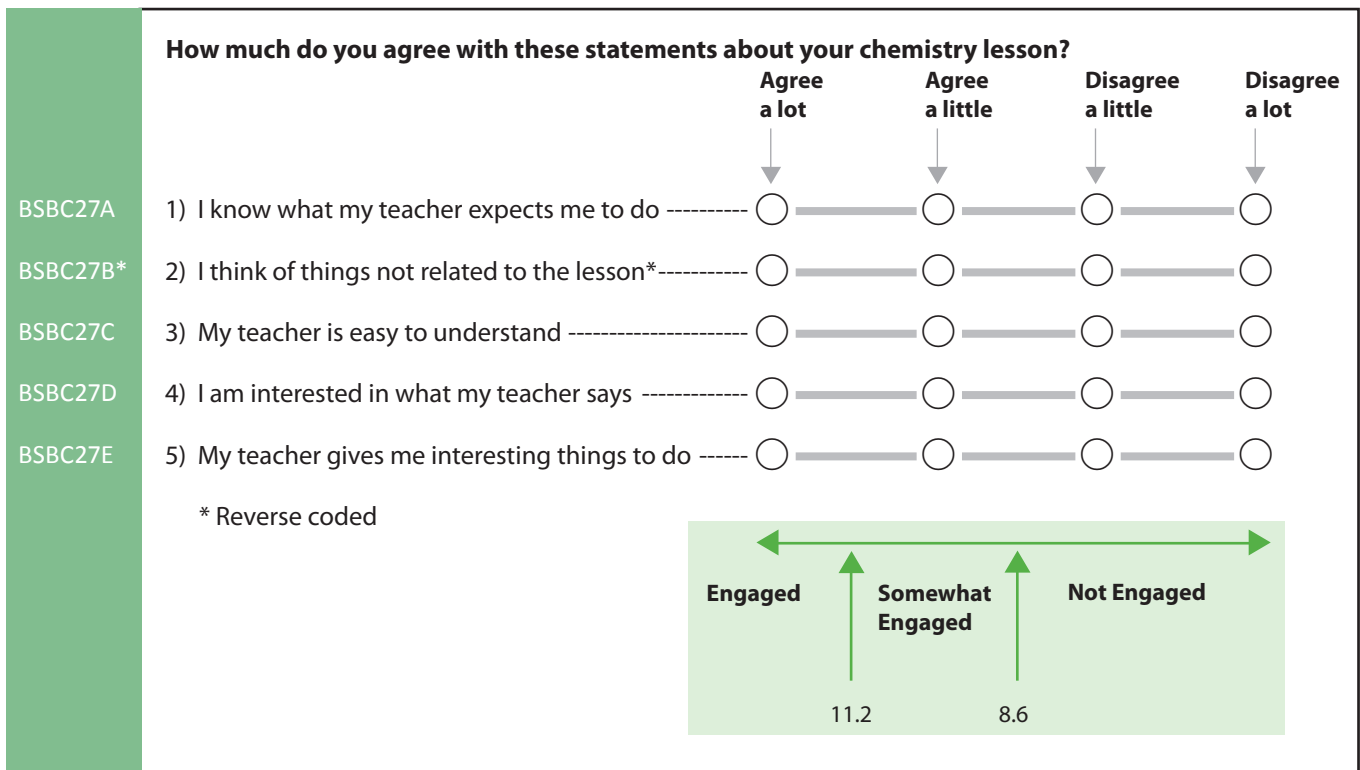 How much do you agree with these statements about your chemistry lesson?
Agree a lot
Agree a little
Disagree a little
Disagree a lot
BSBC27A 1) I know what my teacher expects me to do ----------
BSBC27B* 2) I think of things not related to the lesson*-----------
BSBC27C 3) My teacher is easy to understand ---------------------
BSBC27D 4) I am interested in what my teacher says -------------
BSBC27E 5) My teacher gives me interesting things to do ------
* Reverse coded
Engaged
Somewhat
Engaged
Not Engaged
11.2
8.6